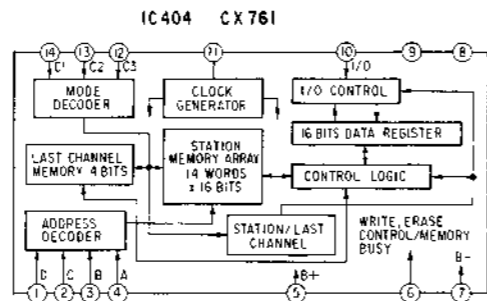 IC404 CX761
14 13 12 11 10 9 8
C1 C2 C3 I/O
MODE
DECODER
CLOCK
GENERATOR
I/O CONTROL
16 BITS DATA REGISTER
LAST CHANNEL
MEMORY 4 BITS
STATION
MEMORY ARRAY
14 WORDS
x 16 BITS
CONTROL LOGIC
ADDRESS
DECODER
STATION/LAST
CHANNEL
WRITE, ERASE
CONTROL/MEMORY
BUSY
D C B A B+ B-
1 2 3 4 5 6 7